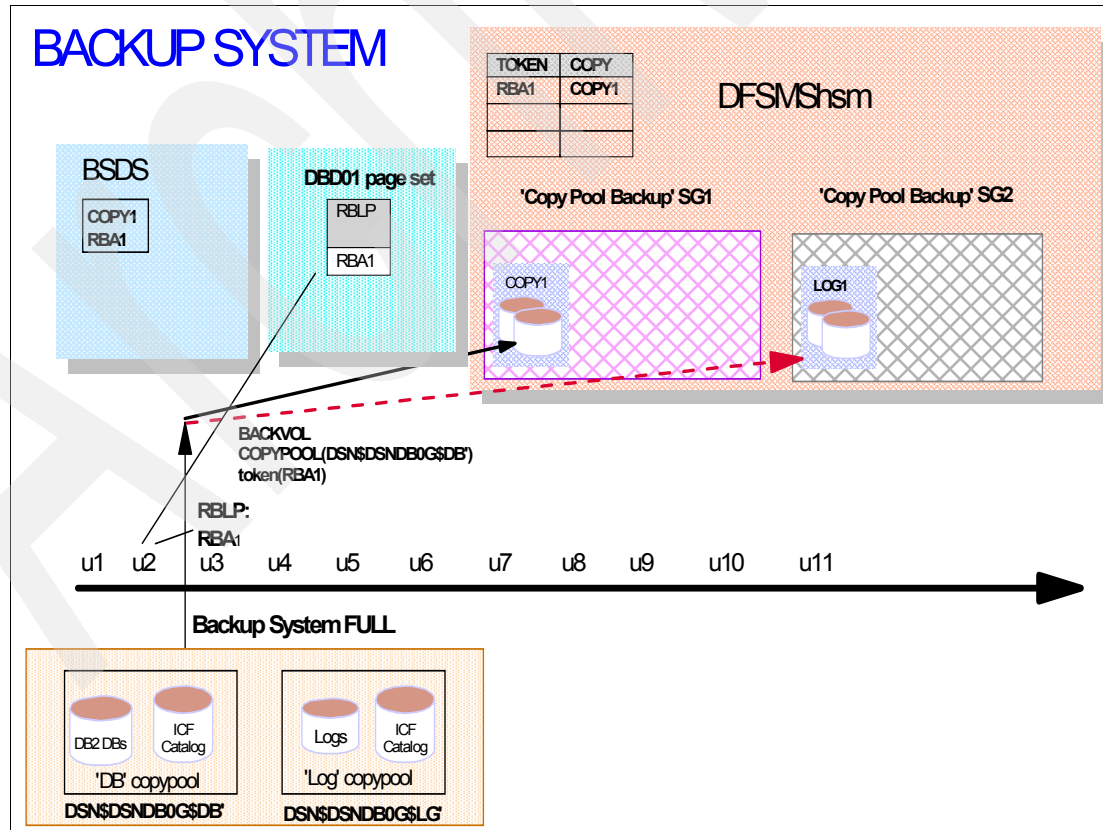 BACKUP SYSTEM
TOKEN COPY
RBA1 COPY1
DFSMShsm
BSDS
COPY1
RBA1
DBD01 page set
RBLP
RBA1
'Copy Pool Backup' SG1
'Copy Pool Backup' SG2
COPY1
LOG1
BACKVOL
COPYPOOL(DSN$DSNDB0G$DB')
token(RBA1)
RBLP:
RBA1
u1 u2 u3 u4 u5 u6 u7 u8 u9 u10 u11
Backup System FULL
DB2 DBs
ICF
Catalog
'DB' copypool
DSN$DSNDB0G$DB'
Logs
ICF
Catalog
'Log' copypool
DSN$DSNDB0G$LG'